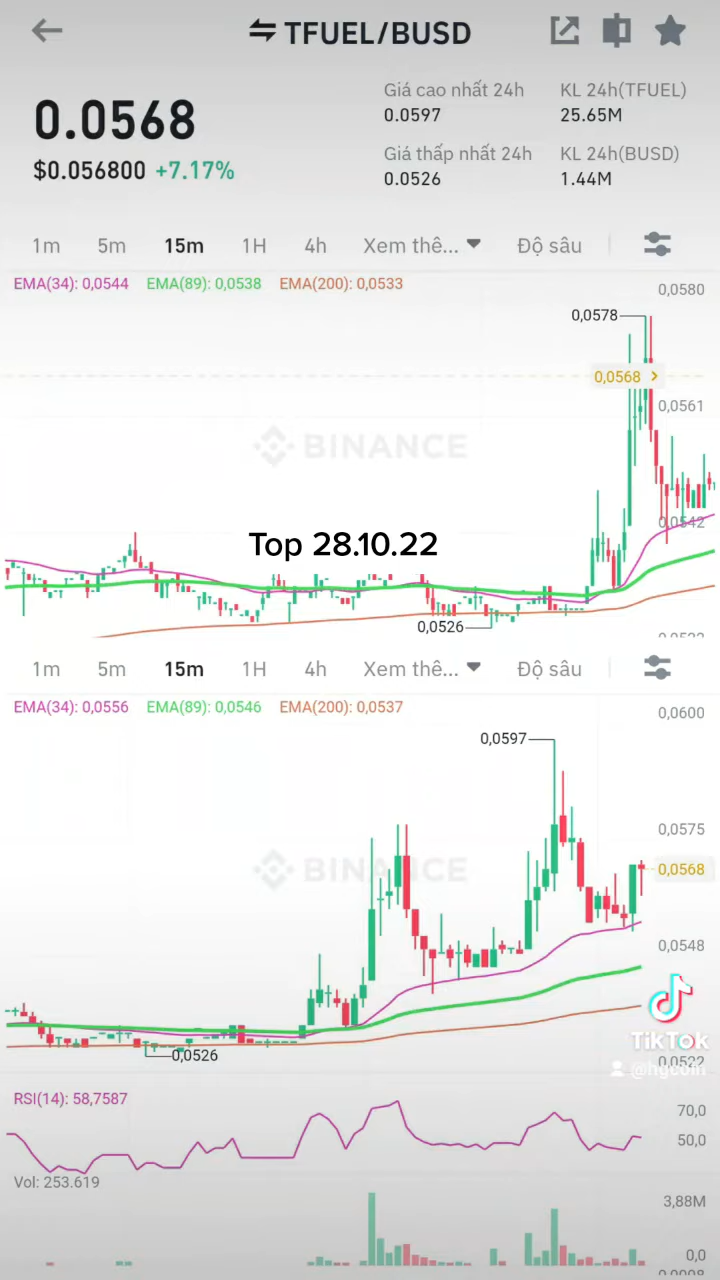 TFUEL/BUSD
0.0568
$0.056800 +7.17%
Giá cao nhất 24h
0.0597
KL 24h(TFUEL)
25.65M
Giá thấp nhất 24h
0.0526
KL 24h(BUSD)
1.44M
1m 5m 15m 1H 4h Xem thê... Độ sâu
EMA(34): 0,0544 EMA(89): 0,0538 EMA(200): 0,0533
0,0580
0,0578
0,0568
0,0561
BINANCE
0,0542
Top 28.10.22
0,0526
1m 5m 15m 1H 4h Xem thê... Độ sâu
EMA(34): 0,0556 EMA(89): 0,0546 EMA(200): 0,0537
0,0600
0,0597
0,0575
BINANCE
0,0568
0,0548
TikTok
0,0526
0,0522
@hgcoin
RSI(14): 58,7587
70,0
50,0
Vol: 253.619
3,88M
0,0